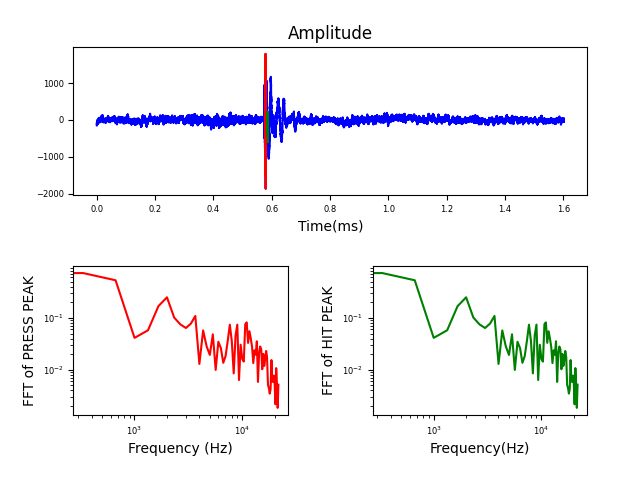 Amplitude
1000
0
−1000
−2000
0.0 0.2 0.4 0.6 0.8 1.0 1.2 1.4 1.6
Time(ms)
FFT of PRESS PEAK
10⁻¹
10⁻²
10³ 10⁴
Frequency (Hz)
FFT of HIT PEAK
10⁻¹
10⁻²
10³ 10⁴
Frequency(Hz)